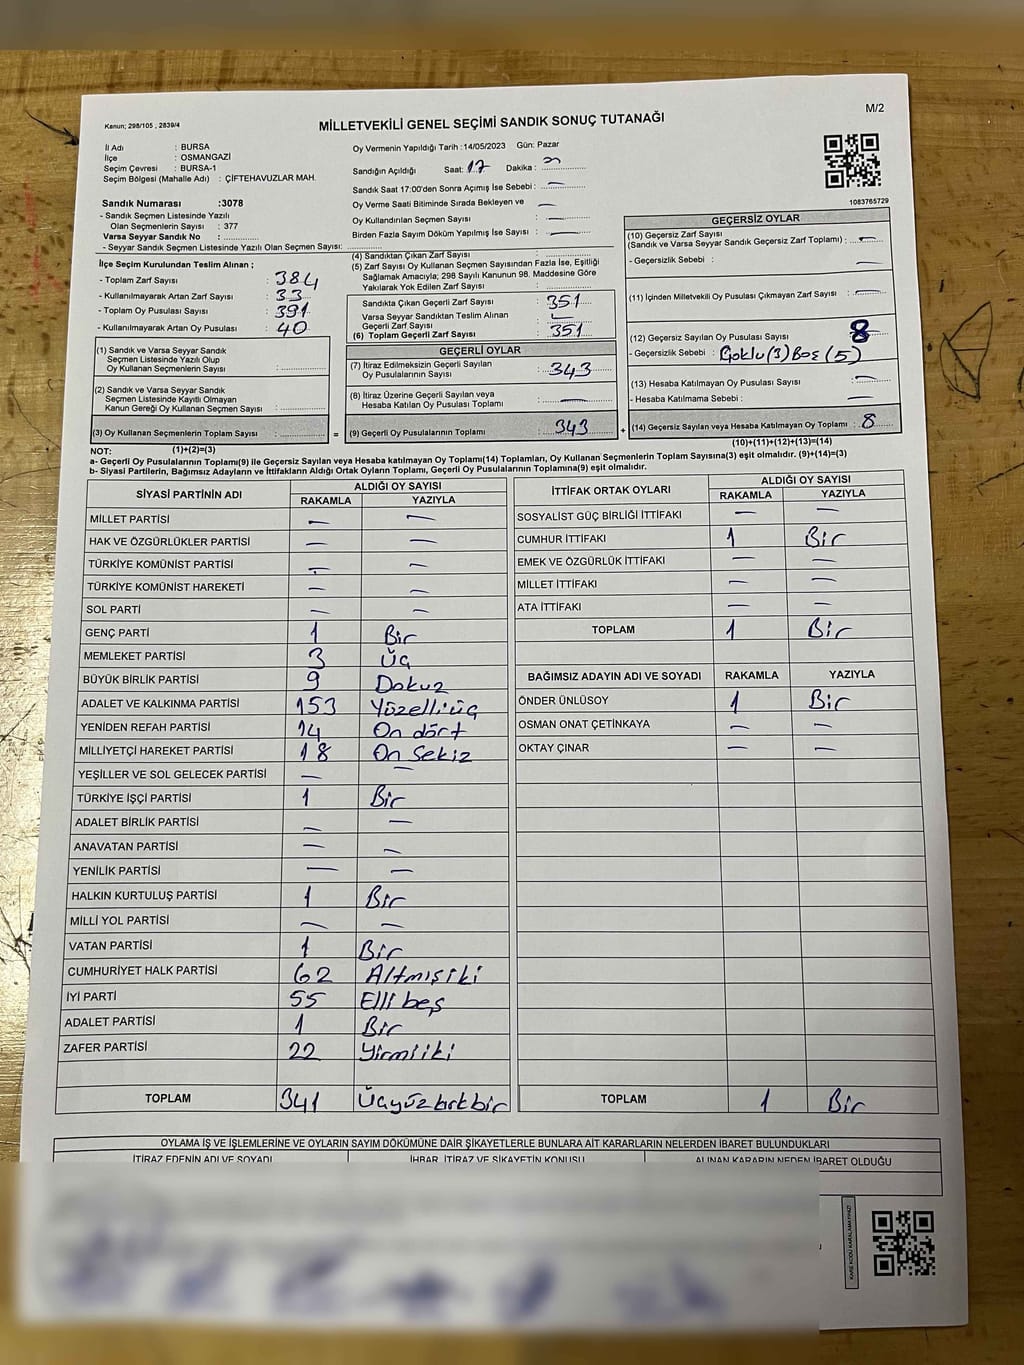 M/2
Kanun; 298/105 , 2839/4
MİLLETVEKİLİ GENEL SEÇİMİ SANDIK SONUÇ TUTANAĞI
İl Adı : BURSA
İlçe : OSMANGAZİ
Seçim Çevresi : BURSA-1
Seçim Bölgesi (Mahalle Adı) : ÇİFTEHAVUZLAR MAH.
Oy Vermenin Yapıldığı Tarih :14/05/2023 Gün: Pazar
Sandığın Açıldığı Saat: 17 Dakika : —
Sandık Saat 17:00'den Sonra Açımış İse Sebebi : —
Oy Verme Saati Bitiminde Sırada Bekleyen ve —
Oy Kullandırılan Seçmen Sayısı : —
Birden Fazla Sayım Döküm Yapılmış İse Sayısı : —
1083765729
Sandık Numarası :3078
- Sandık Seçmen Listesinde Yazılı
Olan Seçmenlerin Sayısı : 377
Varsa Seyyar Sandık No :
- Seyyar Sandık Seçmen Listesinde Yazılı Olan Seçmen Sayısı:
İlçe Seçim Kurulundan Teslim Alınan ;
- Toplam Zarf Sayısı : 384
- Kullanılmayarak Artan Zarf Sayısı : 33
- Toplam Oy Pusulası Sayısı : 391
- Kullanılmayarak Artan Oy Pusulası : 40
(1) Sandık ve Varsa Seyyar Sandık
Seçmen Listesinde Yazılı Olup
Oy Kullanan Seçmenlerin Sayısı :
(2) Sandık ve Varsa Seyyar Sandık
Seçmen Listesinde Kayıtlı Olmayan
Kanun Gereği Oy Kullanan Seçmen Sayısı :
(3) Oy Kullanan Seçmenlerin Toplam Sayısı : =
(4) Sandıktan Çıkan Zarf Sayısı :
(5) Zarf Sayısı Oy Kullanan Seçmen Sayısından Fazla İse, Eşitliği
Sağlamak Amacıyla; 298 Sayılı Kanunun 98. Maddesine Göre
Yakılarak Yok Edilen Zarf Sayısı :
Sandıkta Çıkan Geçerli Zarf Sayısı : 351
Varsa Seyyar Sandıktan Teslim Alınan
Geçerli Zarf Sayısı : —
(6) Toplam Geçerli Zarf Sayısı : 351
GEÇERLİ OYLAR
(7) İtiraz Edilmeksizin Geçerli Sayılan
Oy Pusulalarının Sayısı : 343
(8) İtiraz Üzerine Geçerli Sayılan veya
Hesaba Katılan Oy Pusulası Toplamı : —
(9) Geçerli Oy Pusulalarının Toplamı : 343 +
GEÇERSİZ OYLAR
(10) Geçersiz Zarf Sayısı
(Sandık ve Varsa Seyyar Sandık Geçersiz Zarf Toplamı) : —
- Geçersizlik Sebebi : —
(11) İçinden Milletvekili Oy Pusulası Çıkmayan Zarf Sayısı : —
(12) Geçersiz Sayılan Oy Pusulası Sayısı : 8
- Geçersizlik Sebebi : Çoklu(3) Boş(5)
(13) Hesaba Katılmayan Oy Pusulası Sayısı : —
- Hesaba Katılmama Sebebi : —
(14) Geçersiz Sayılan veya Hesaba Katılmayan Oy Toplamı : 8
(10)+(11)+(12)+(13)=(14)
NOT: (1)+(2)=(3)
a- Geçerli Oy Pusulalarının Toplamı(9) ile Geçersiz Sayılan veya Hesaba Katılmayan Oy Toplamı(14) Toplamları, Oy Kullanan Seçmenlerin Toplam Sayısına(3) eşit olmalıdır. (9)+(14)=(3)
b- Siyasi Partilerin, Bağımsız Adayların ve İttifakların Aldığı Ortak Oyların Toplamı, Geçerli Oy Pusulalarının Toplamına(9) eşit olmalıdır.
SİYASİ PARTİNİN ADI ALDIĞI OY SAYISI
RAKAMLA YAZIYLA
MİLLET PARTİSİ — —
HAK VE ÖZGÜRLÜKLER PARTİSİ — —
TÜRKİYE KOMÜNİST PARTİSİ — —
TÜRKİYE KOMÜNİST HAREKETİ — —
SOL PARTİ — —
GENÇ PARTİ 1 Bir
MEMLEKET PARTİSİ 3 Üç
BÜYÜK BİRLİK PARTİSİ 9 Dokuz
ADALET VE KALKINMA PARTİSİ 153 Yüzelliüç
YENİDEN REFAH PARTİSİ 14 On dört
MİLLİYETÇİ HAREKET PARTİSİ 18 On Sekiz
YEŞİLLER VE SOL GELECEK PARTİSİ — —
TÜRKİYE İŞÇİ PARTİSİ 1 Bir
ADALET BİRLİK PARTİSİ — —
ANAVATAN PARTİSİ — —
YENİLİK PARTİSİ — —
HALKIN KURTULUŞ PARTİSİ 1 Bir
MİLLİ YOL PARTİSİ — —
VATAN PARTİSİ 1 Bir
CUMHURİYET HALK PARTİSİ 62 Altmışiki
İYİ PARTİ 55 Elli beş
ADALET PARTİSİ 1 Bir
ZAFER PARTİSİ 22 Yirmiiki
TOPLAM 341 Üçyüzkırkbir
İTTİFAK ORTAK OYLARI ALDIĞI OY SAYISI
RAKAMLA YAZIYLA
SOSYALİST GÜÇ BİRLİĞİ İTTİFAKI — —
CUMHUR İTTİFAKI 1 Bir
EMEK VE ÖZGÜRLÜK İTTİFAKI — —
MİLLET İTTİFAKI — —
ATA İTTİFAKI — —
TOPLAM 1 Bir
BAĞIMSIZ ADAYIN ADI VE SOYADI RAKAMLA YAZIYLA
ÖNDER ÜNLÜSOY 1 Bir
OSMAN ONAT ÇETİNKAYA — —
OKTAY ÇINAR — —
TOPLAM 1 Bir
OYLAMA İŞ VE İŞLEMLERİNE VE OYLARIN SAYIM DÖKÜMÜNE DAİR ŞİKAYETLERLE BUNLARA AİT KARARLARIN NELERDEN İBARET BULUNDUKLARI
İTİRAZ EDENİN ADI VE SOYADI İHBAR, İTİRAZ VE ŞİKAYETİN KONUSU ALINAN KARARIN NEDEN İBARET OLDUĞU
KARE KODU KARALAMAYINIZ!